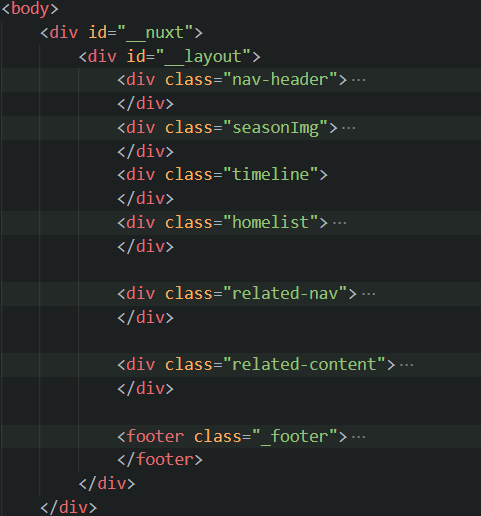 <body>
<div id="__nuxt">
<div id="__layout">
<div class="nav-header">…
</div>
<div class="seasonImg">…
</div>
<div class="timeline">
</div>
<div class="homelist">…
</div>
<div class="related-nav">…
</div>
<div class="related-content">…
</div>
<footer class="_footer">…
</footer>
</div>
</div>